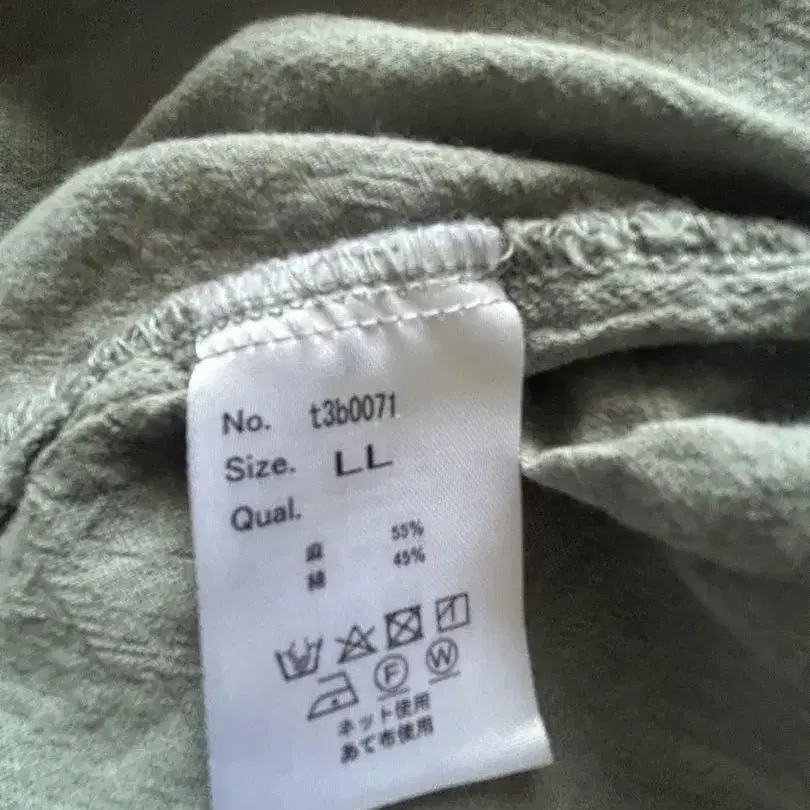 No. t3b0071
Size. LL
Qual.
麻 55%
綿 45%
F W
ネット使用
あて布使用